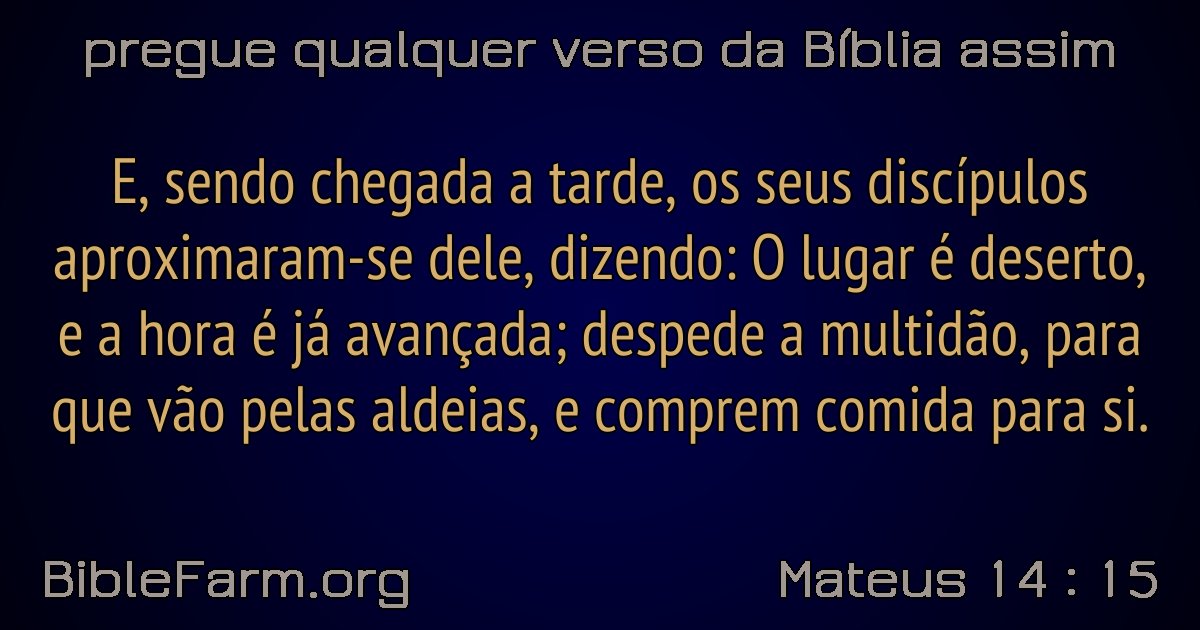 pregue qualquer verso da Bíblia assim
E, sendo chegada a tarde, os seus discípulos
aproximaram-se dele, dizendo: O lugar é deserto,
e a hora é já avançada; despede a multidão, para
que vão pelas aldeias, e comprem comida para si.
BibleFarm.org
Mateus 14 : 15